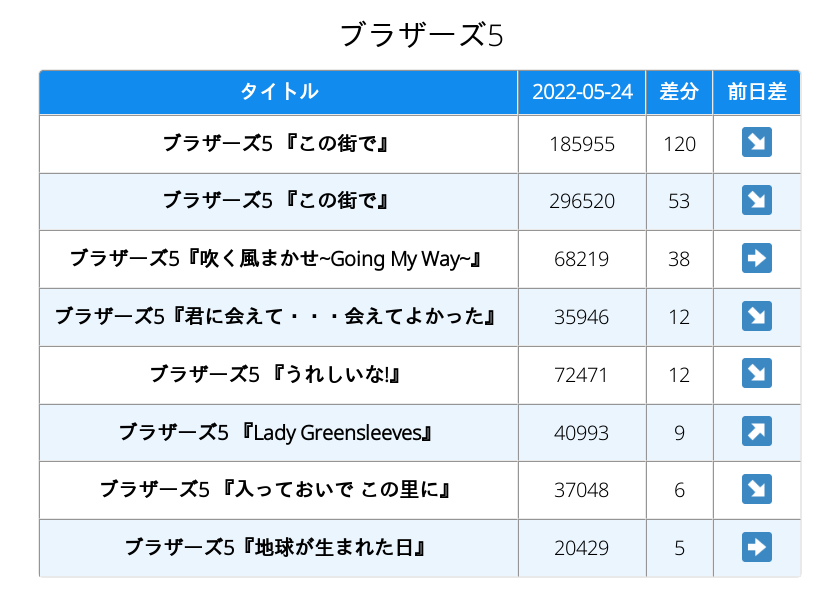 ブラザーズ5
タイトル 2022-05-24 差分 前日差
ブラザーズ5 『この街で』 185955 120 ↘
ブラザーズ5 『この街で』 296520 53 ↘
ブラザーズ5『吹く風まかせ~Going My Way~』 68219 38 ➡
ブラザーズ5『君に会えて・・・会えてよかった』 35946 12 ↘
ブラザーズ5 『うれしいな!』 72471 12 ↘
ブラザーズ5 『Lady Greensleeves』 40993 9 ↗
ブラザーズ5 『入っておいで この里に』 37048 6 ↘
ブラザーズ5『地球が生まれた日』 20429 5 ➡